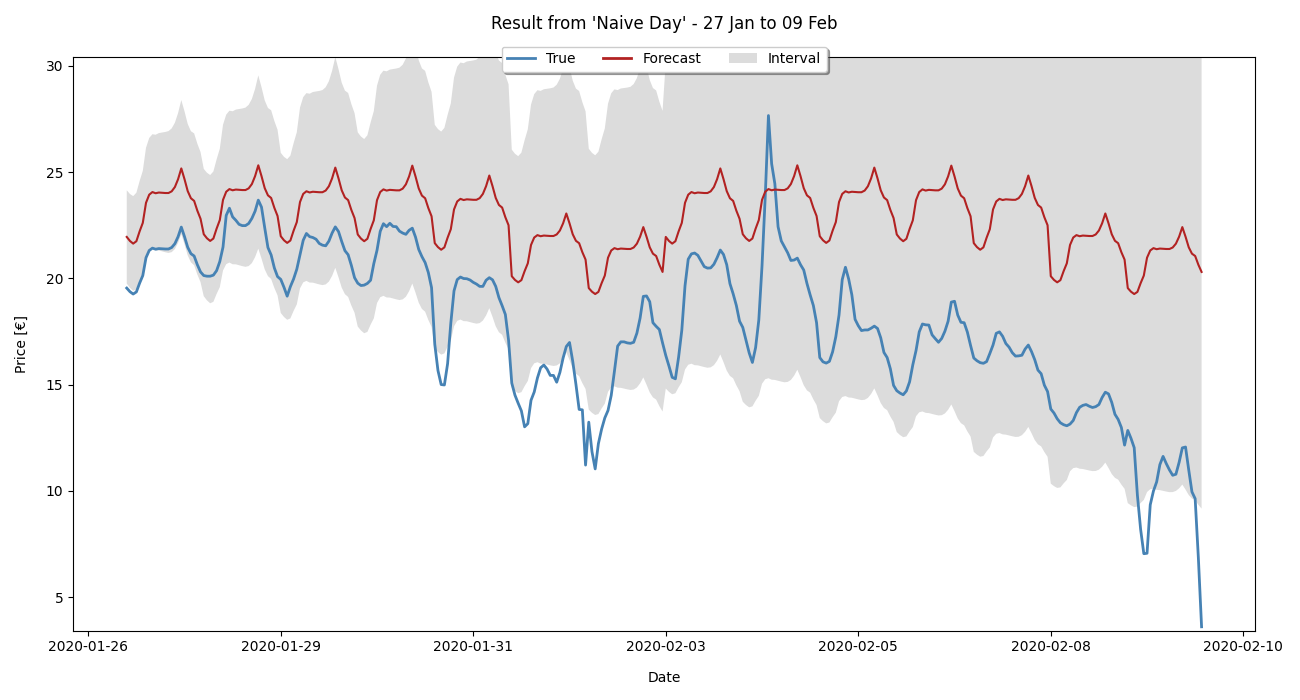 Result from 'Naive Day' - 27 Jan to 09 Feb
True Forecast Interval
30
25
20
15
10
5
Price [€]
2020-01-26 2020-01-29 2020-01-31 2020-02-03 2020-02-05 2020-02-08 2020-02-10
Date